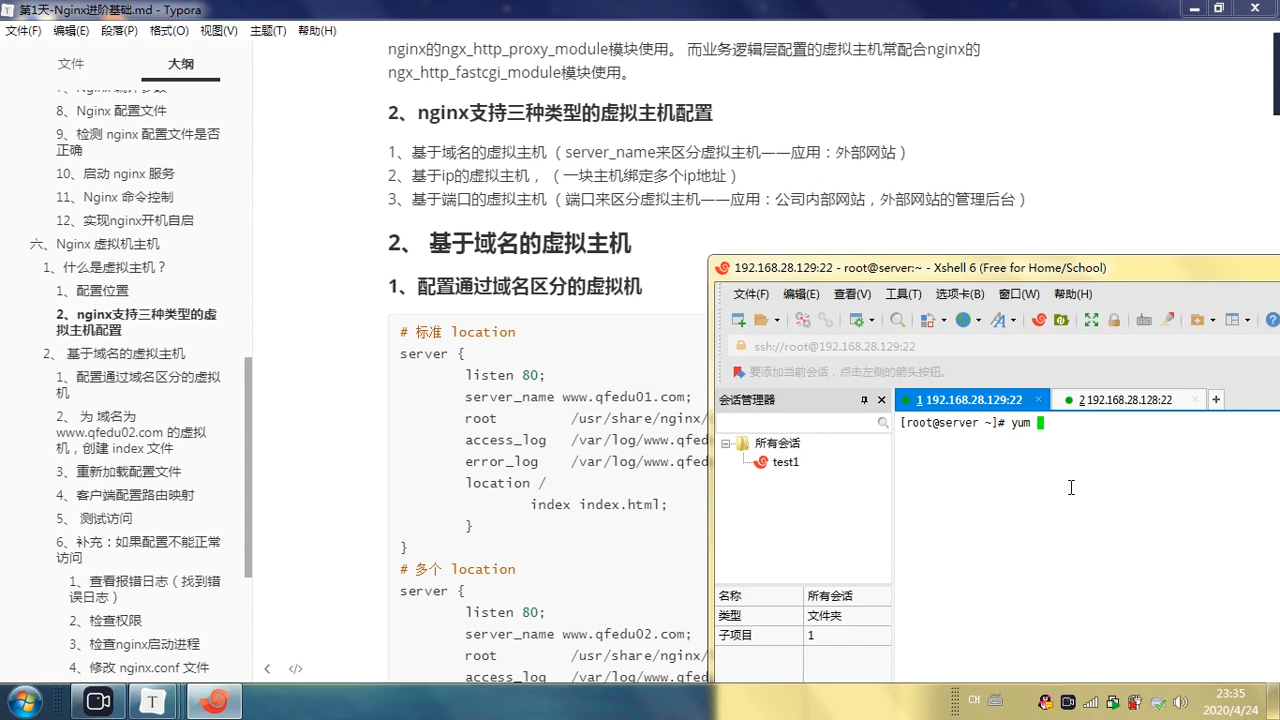 第1天-Nginx进阶基础.md - Typora
文件(F) 编辑(E) 段落(P) 格式(O) 视图(V) 主题(T) 帮助(H)
文件 大纲
8、Nginx 配置文件
9、检测 nginx 配置文件是否
正确
10、启动 nginx 服务
11、Nginx 命令控制
12、实现nginx开机自启
六、Nginx 虚拟机主机
1、什么是虚拟主机？
1、配置位置
2、nginx支持三种类型的虚
拟主机配置
2、 基于域名的虚拟主机
1、配置通过域名区分的虚拟
机
2、 为 域名为
www.qfedu02.com 的虚拟
机，创建 index 文件
3、重新加载配置文件
4、客户端配置路由映射
5、 测试访问
6、补充：如果配置不能正常
访问
1、查看报错日志（找到错
误日志）
2、检查权限
3、检查nginx启动进程
4、修改 nginx.conf 文件
nginx的ngx_http_proxy_module模块使用。 而业务逻辑层配置的虚拟主机常配合nginx的
ngx_http_fastcgi_module模块使用。
2、nginx支持三种类型的虚拟主机配置
1、基于域名的虚拟主机 （server_name来区分虚拟主机——应用：外部网站）
2、基于ip的虚拟主机， （一块主机绑定多个ip地址）
3、基于端口的虚拟主机（端口来区分虚拟主机——应用：公司内部网站，外部网站的管理后台）
2、 基于域名的虚拟主机
1、配置通过域名区分的虚拟机
# 标准 location
server {
listen 80;
server_name www.qfedu01.com;
root /usr/share/nginx/
access_log /var/log/www.qfed
error_log /var/log/www.qfed
location /
index index.html;
}
}
# 多个 location
server {
listen 80;
server_name www.qfedu02.com;
root /usr/share/nginx/
access_log /var/log/www.qfed
192.168.28.129:22 - root@server:~ - Xshell 6 (Free for Home/School)
文件(F) 编辑(E) 查看(V) 工具(T) 选项卡(B) 窗口(W) 帮助(H)
ssh://root@192.168.28.129:22
要添加当前会话，点击左侧的箭头按钮。
会话管理器
1 192.168.28.129:22 2 192.168.28.128:22
[root@server ~]# yum
所有会话
test1
名称 所有会话
类型 文件夹
子项目 1
CH
23:35
2020/4/24